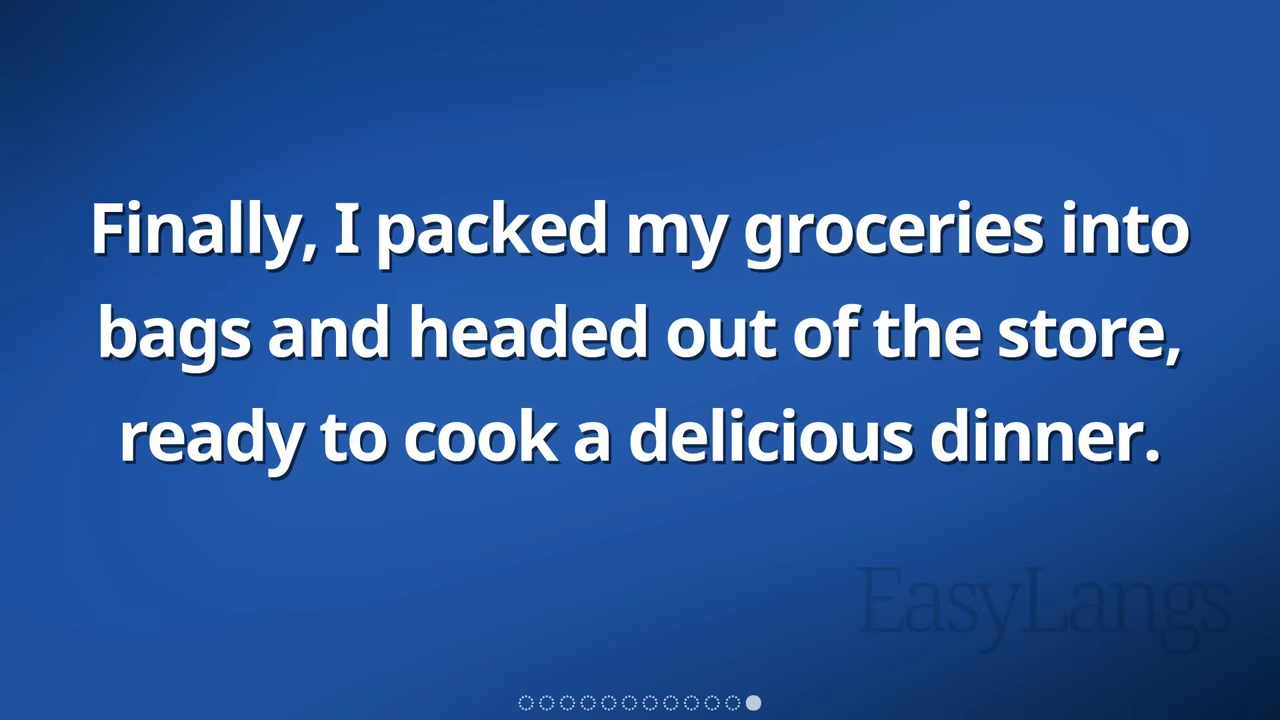 Finally, I packed my groceries into
bags and headed out of the store,
ready to cook a delicious dinner.
EasyLangs